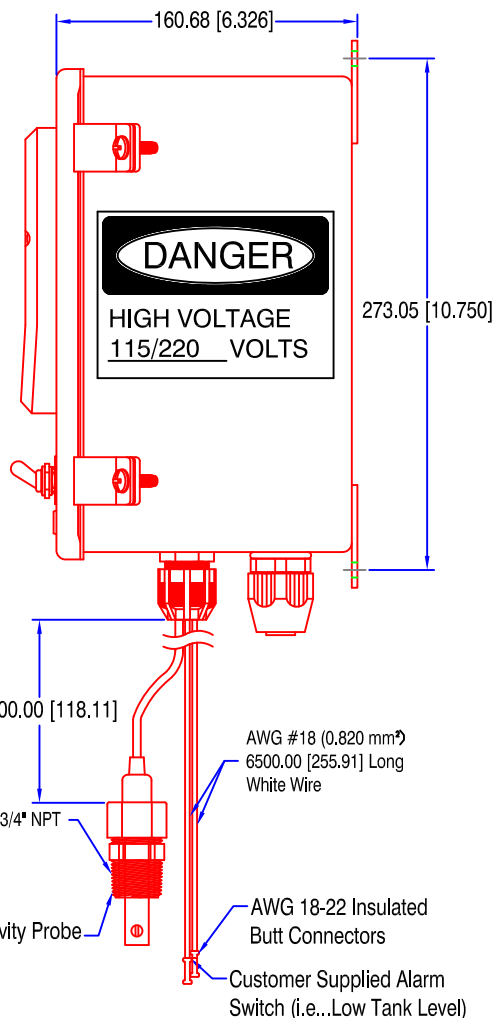 160.68 [6.326]
DANGER
HIGH VOLTAGE
115/220 VOLTS
273.05 [10.750]
00.00 [118.11]
AWG #18 (0.820 mm²)
6500.00 [255.91] Long
White Wire
3/4" NPT
vity Probe
AWG 18-22 Insulated
Butt Connectors
Customer Supplied Alarm
Switch (i.e...Low Tank Level)